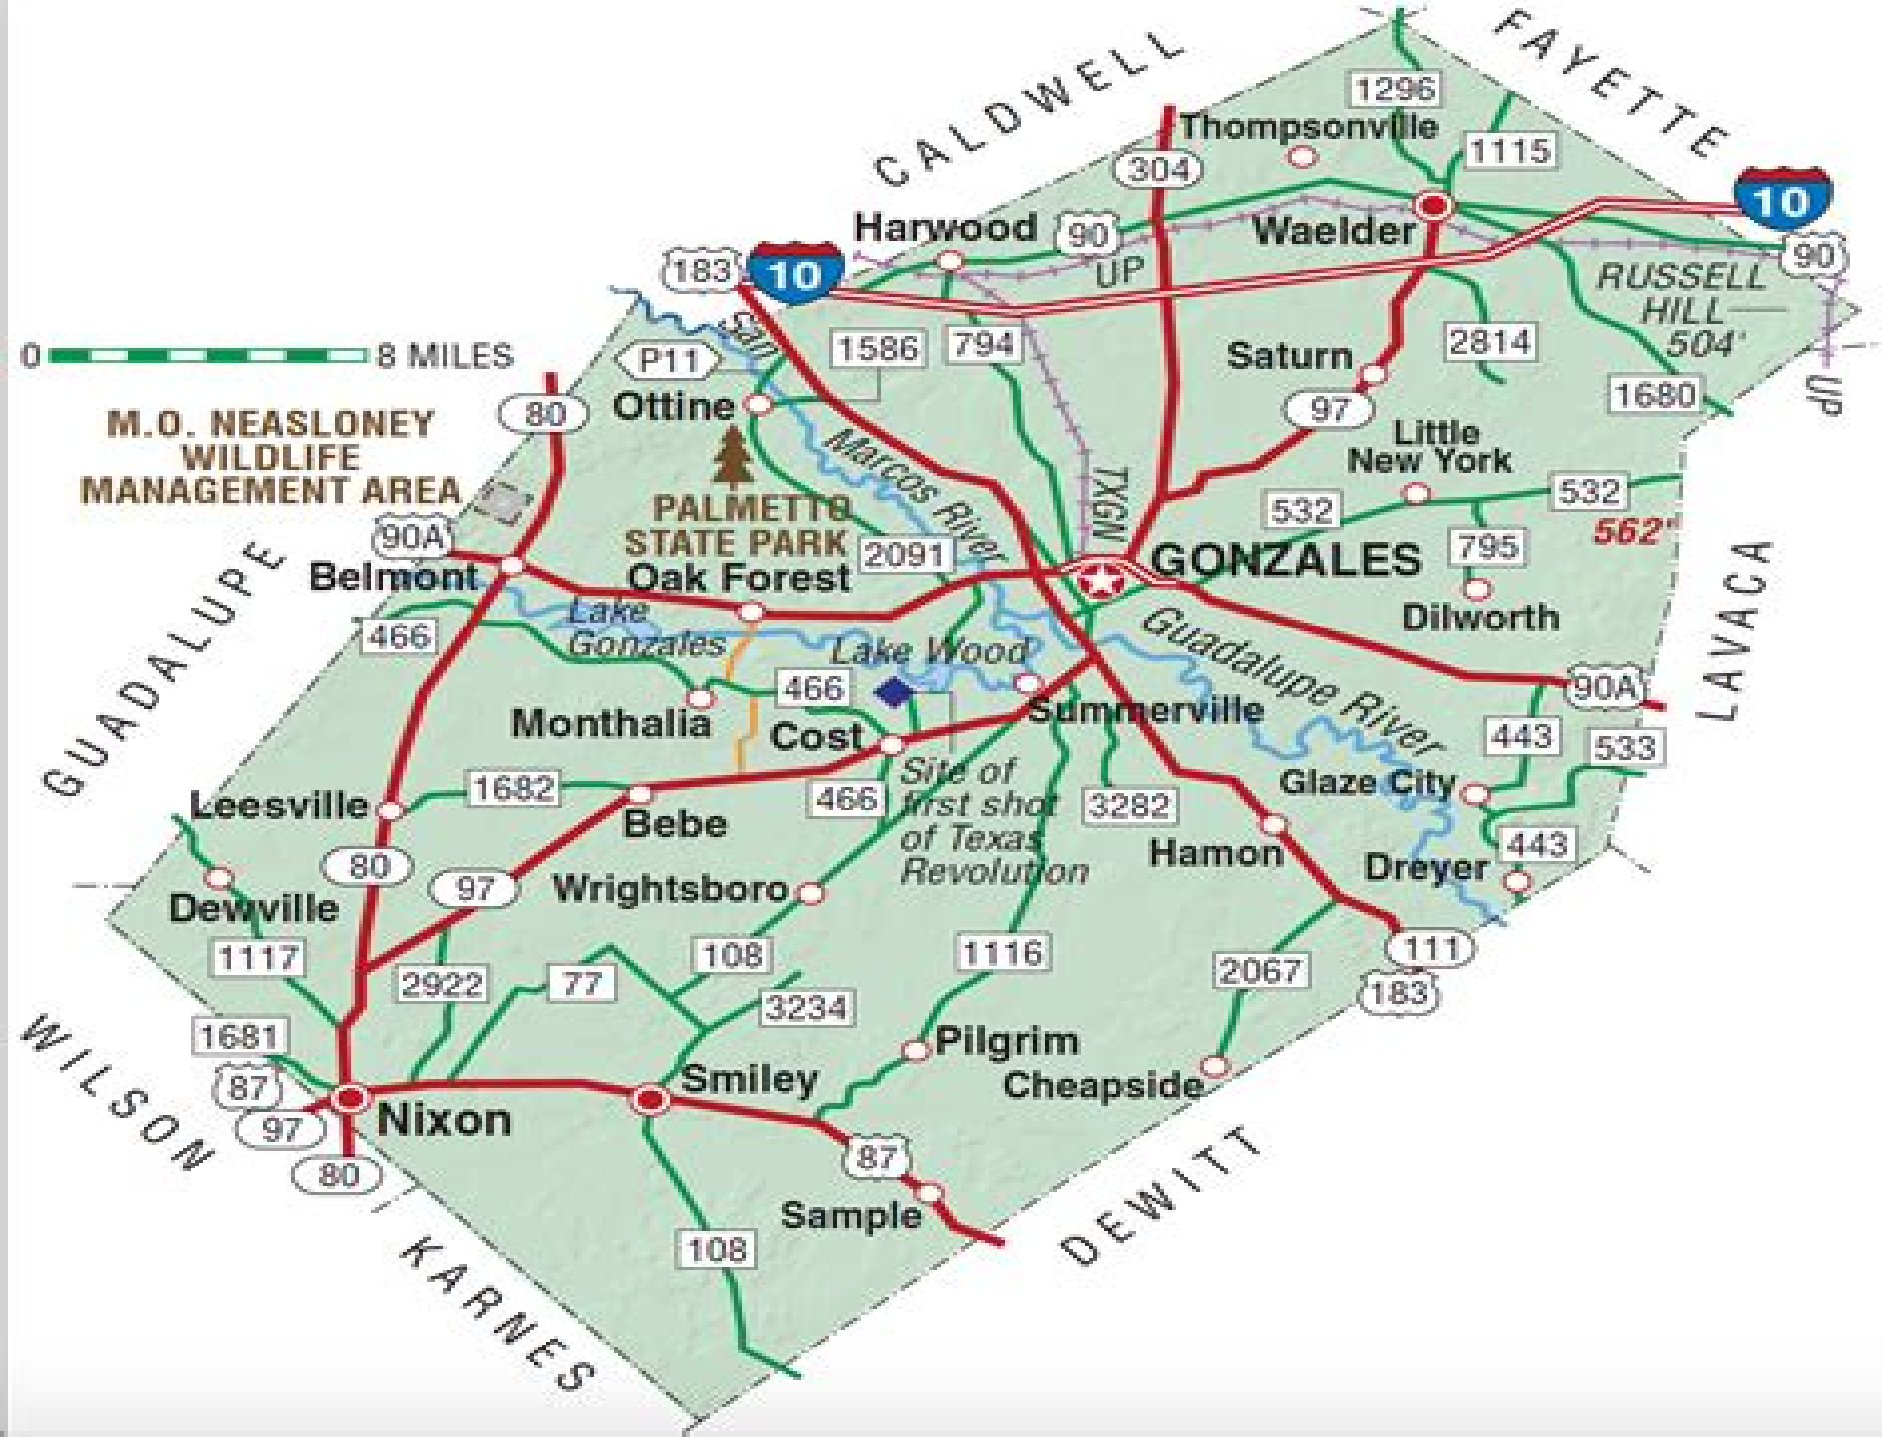 CALDWELL
FAYETTE
1296
Thompsonville
1115
304
10
Harwood
90
Waelder
90
183
10
UP
RUSSELL
HILL
504'
San
0
8 MILES
P11
1586
794
Saturn
2814
UP
M.O. NEASLONEY
WILDLIFE
MANAGEMENT AREA
80
Ottine
97
1680
Marcos River
Little
New York
TXGN
532
532
562'
PALMETTO
STATE PARK
90A
2091
GONZALES
795
Belmont
Oak Forest
Dilworth
GUADALUPE
LAVACA
466
Lake
Gonzales
Lake Wood
Guadalupe River
90A
466
Monthalia
Cost
Summerville
443
533
Leesville
1682
466
Site of
first shot
of Texas
Revolution
3282
Glaze City
Bebe
Hamon
443
80
97
Wrightsboro
Dreyer
Dewville
1117
2922
77
108
1116
2067
111
183
WILSON
1681
3234
Pilgrim
87
Smiley
Cheapside
97
Nixon
80
87
Sample
DEWITT
108
KARNES